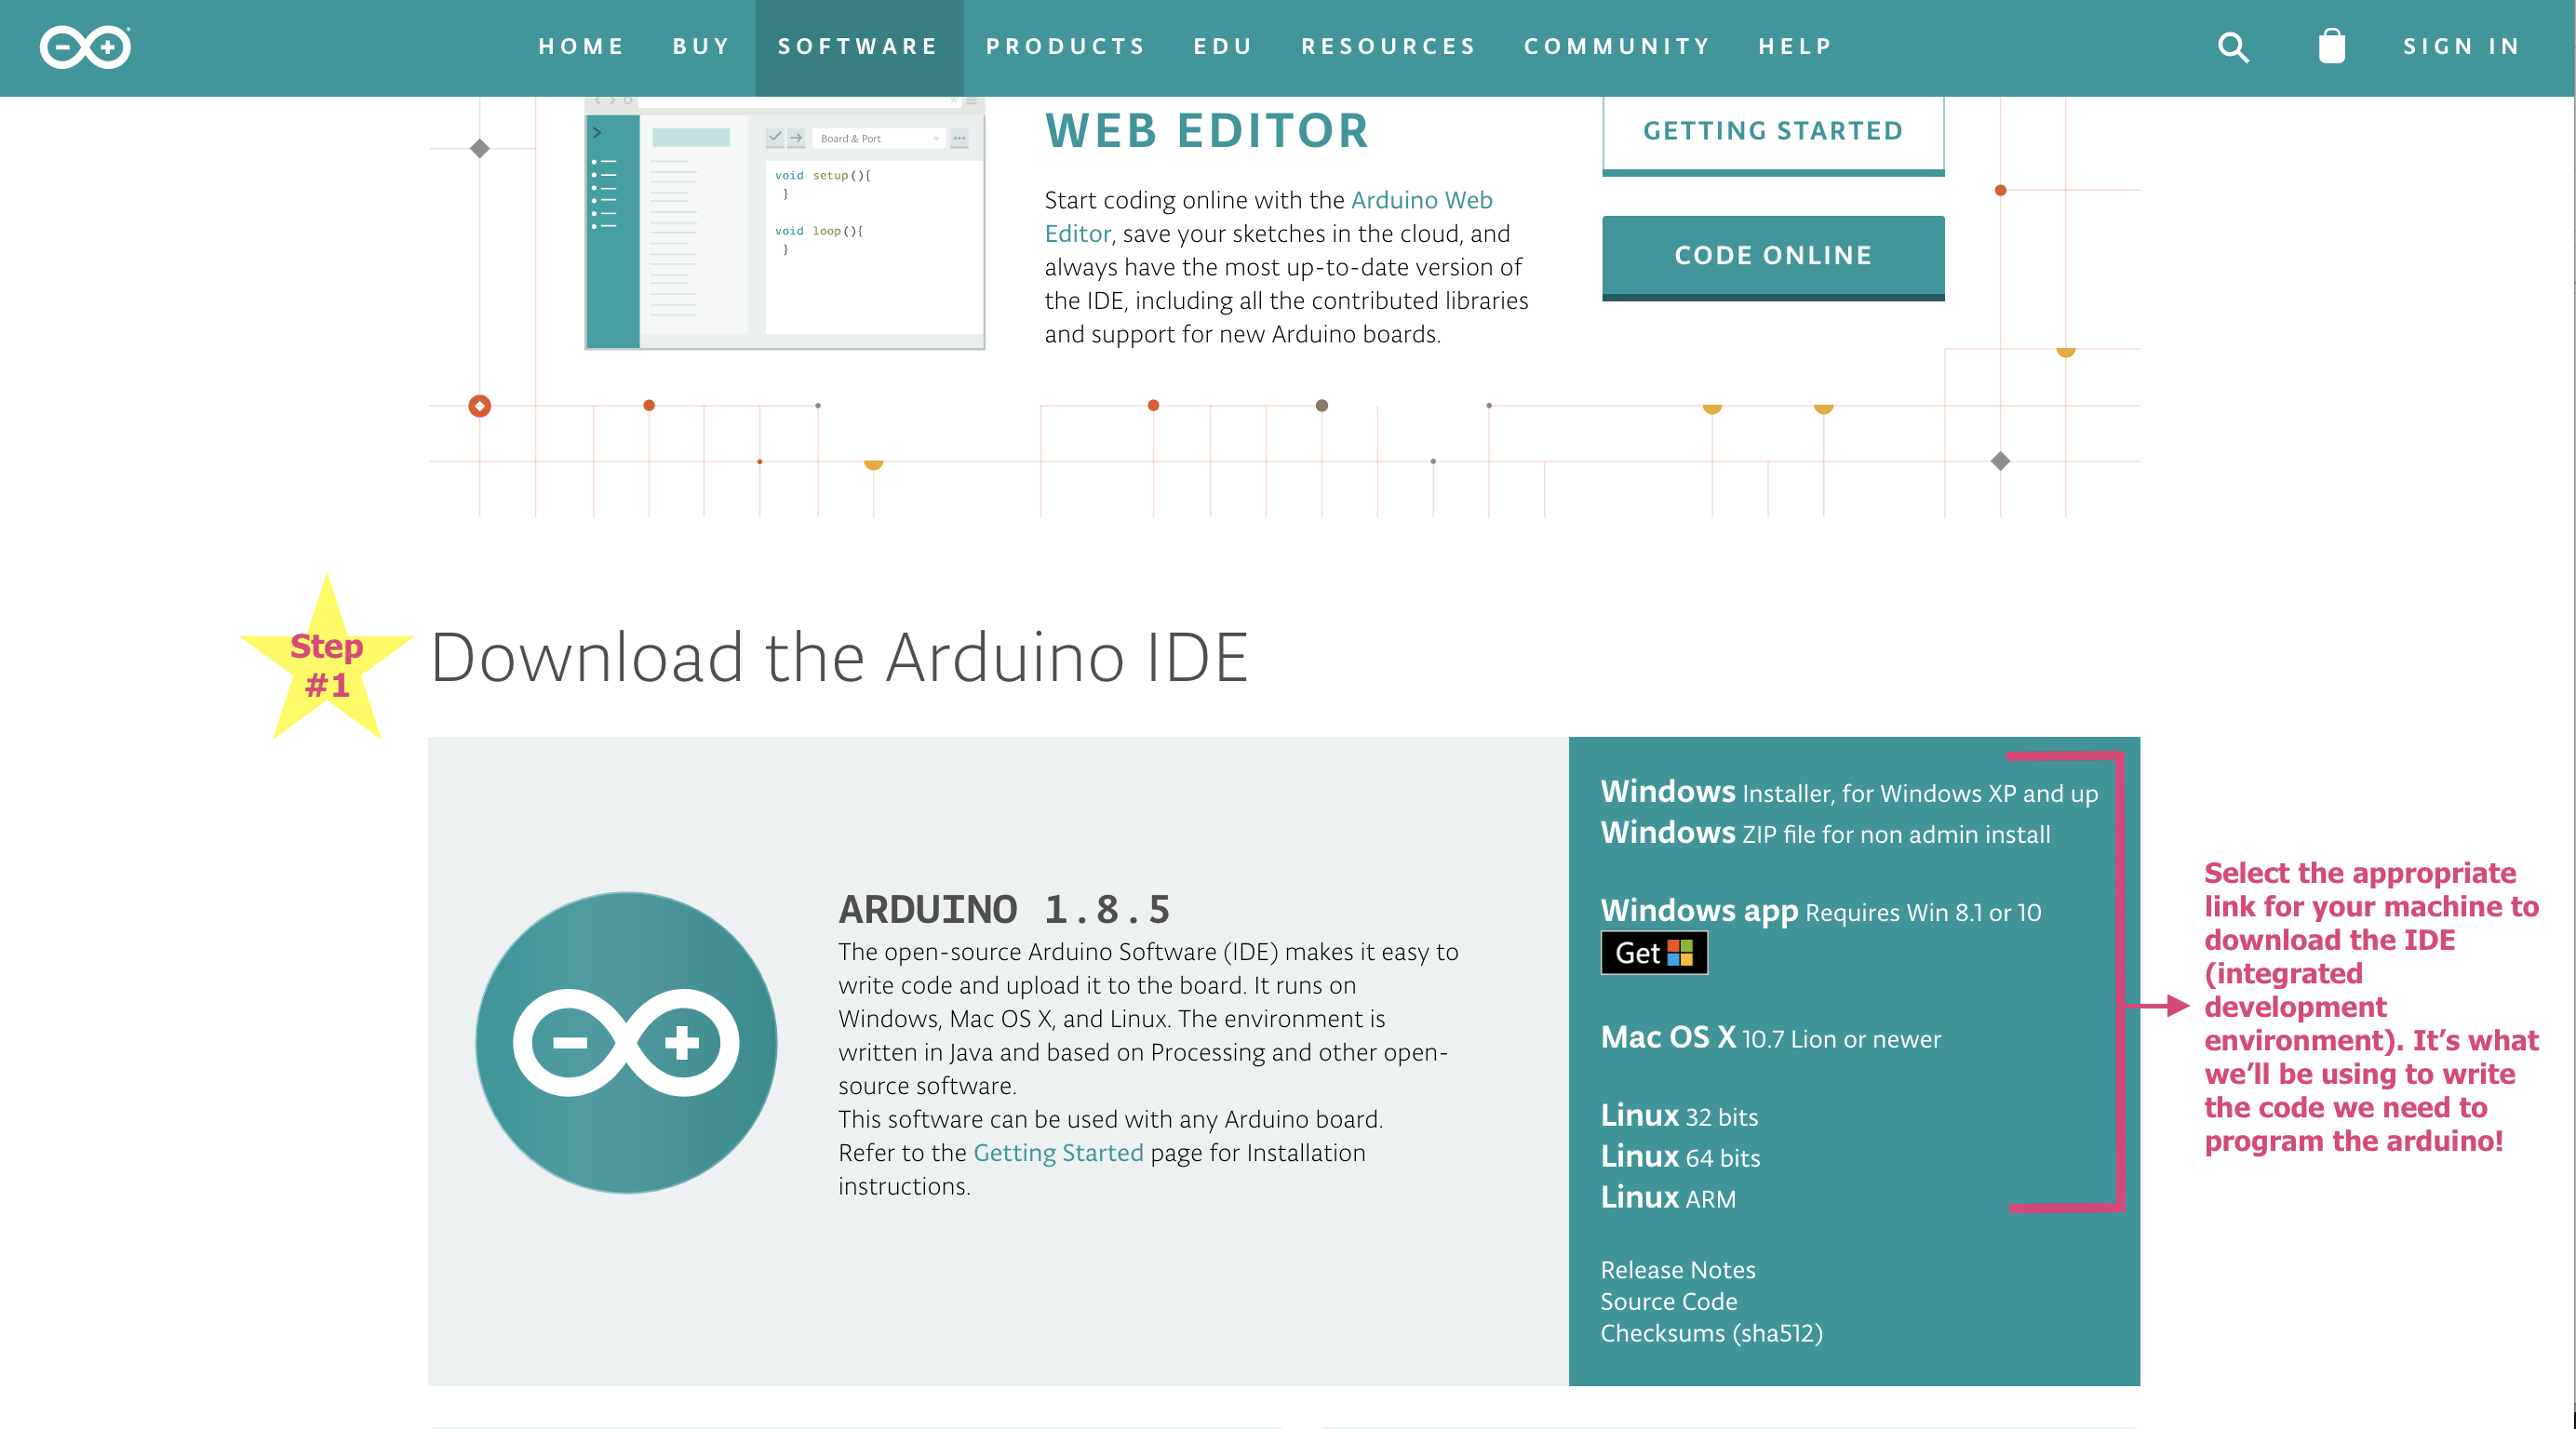 HOME BUY SOFTWARE PRODUCTS EDU RESOURCES COMMUNITY HELP SIGN IN
Board & Port
void setup(){
}
void loop(){
}
WEB EDITOR
Start coding online with the Arduino Web
Editor, save your sketches in the cloud, and
always have the most up-to-date version of
the IDE, including all the contributed libraries
and support for new Arduino boards.
GETTING STARTED
CODE ONLINE
Step
#1
Download the Arduino IDE
ARDUINO 1.8.5
The open-source Arduino Software (IDE) makes it easy to
write code and upload it to the board. It runs on
Windows, Mac OS X, and Linux. The environment is
written in Java and based on Processing and other open-
source software.
This software can be used with any Arduino board.
Refer to the Getting Started page for Installation
instructions.
Windows Installer, for Windows XP and up
Windows ZIP file for non admin install
Windows app Requires Win 8.1 or 10
Get
Mac OS X 10.7 Lion or newer
Linux 32 bits
Linux 64 bits
Linux ARM
Release Notes
Source Code
Checksums (sha512)
Select the appropriate
link for your machine to
download the IDE
(integrated
development
environment). It’s what
we’ll be using to write
the code we need to
program the arduino!